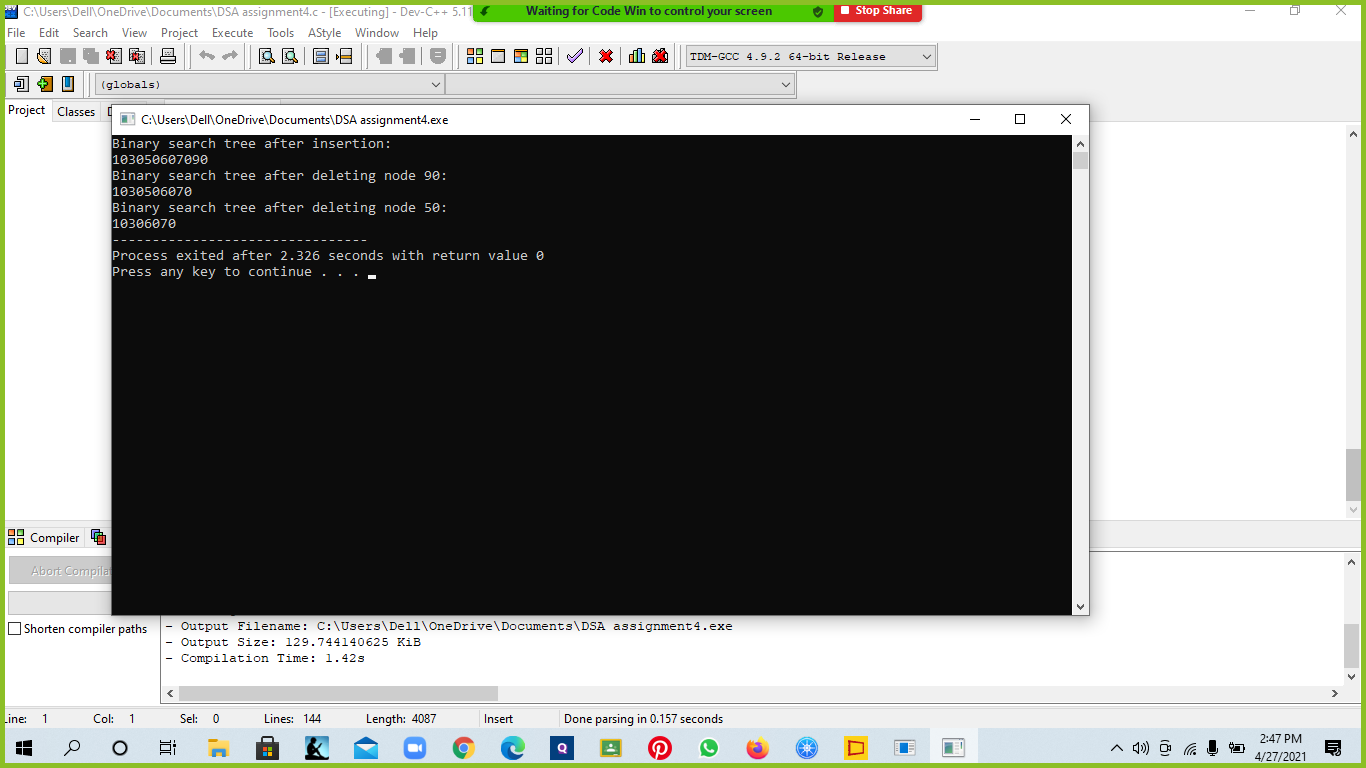 C:\Users\Dell\OneDrive\Documents\DSA assignment4.c - [Executing] - Dev-C++ 5.11
Waiting for Code Win to control your screen
Stop Share
File Edit Search View Project Execute Tools AStyle Window Help
TDM-GCC 4.9.2 64-bit Release
(globals)
Project Classes
C:\Users\Dell\OneDrive\Documents\DSA assignment4.exe
Binary search tree after insertion:
103050607090
Binary search tree after deleting node 90:
1030506070
Binary search tree after deleting node 50:
10306070
--------------------------------
Process exited after 2.326 seconds with return value 0
Press any key to continue . . .
Compiler
Abort Compilat
Shorten compiler paths
- Output Filename: C:\Users\Dell\OneDrive\Documents\DSA assignment4.exe
- Output Size: 129.744140625 KiB
- Compilation Time: 1.42s
Line: 1 Col: 1 Sel: 0 Lines: 144 Length: 4087 Insert Done parsing in 0.157 seconds
2:47 PM
4/27/2021